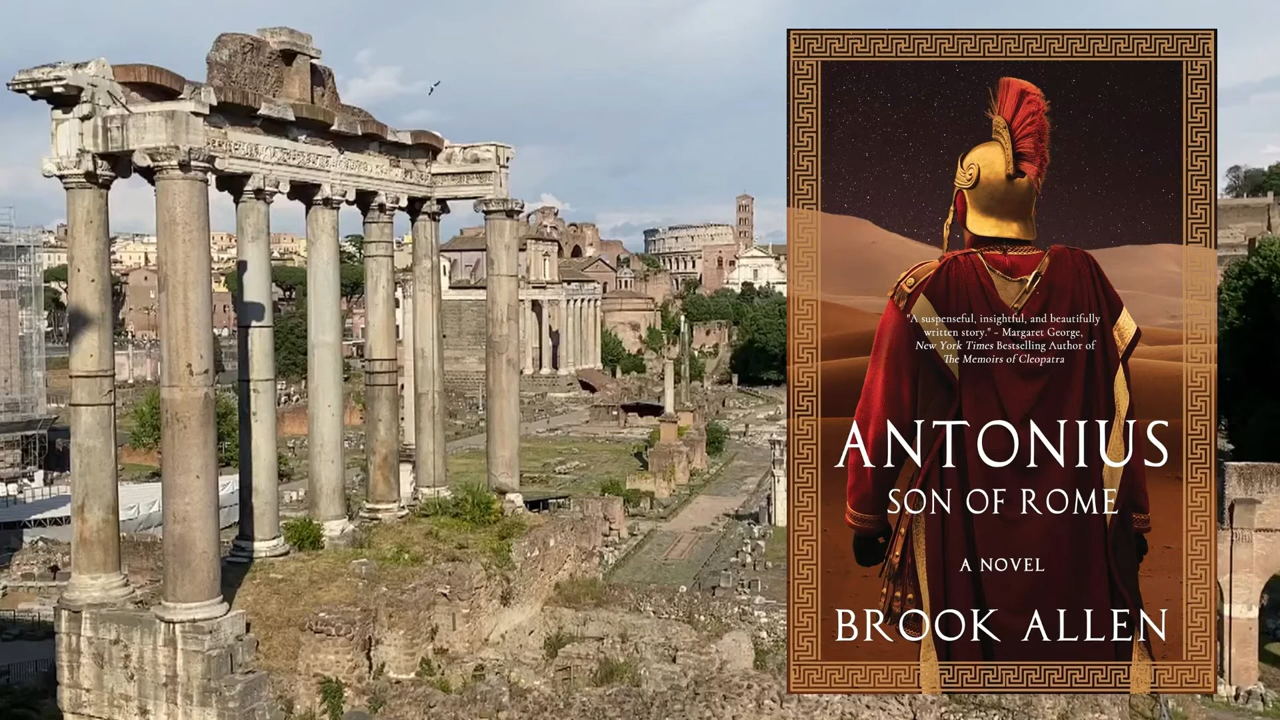 "A suspenseful, insightful, and beautifully
written story." - Margaret George,
New York Times Bestselling Author of
The Memoirs of Cleopatra
ANTONIUS
SON OF ROME
A NOVEL
BROOK ALLEN